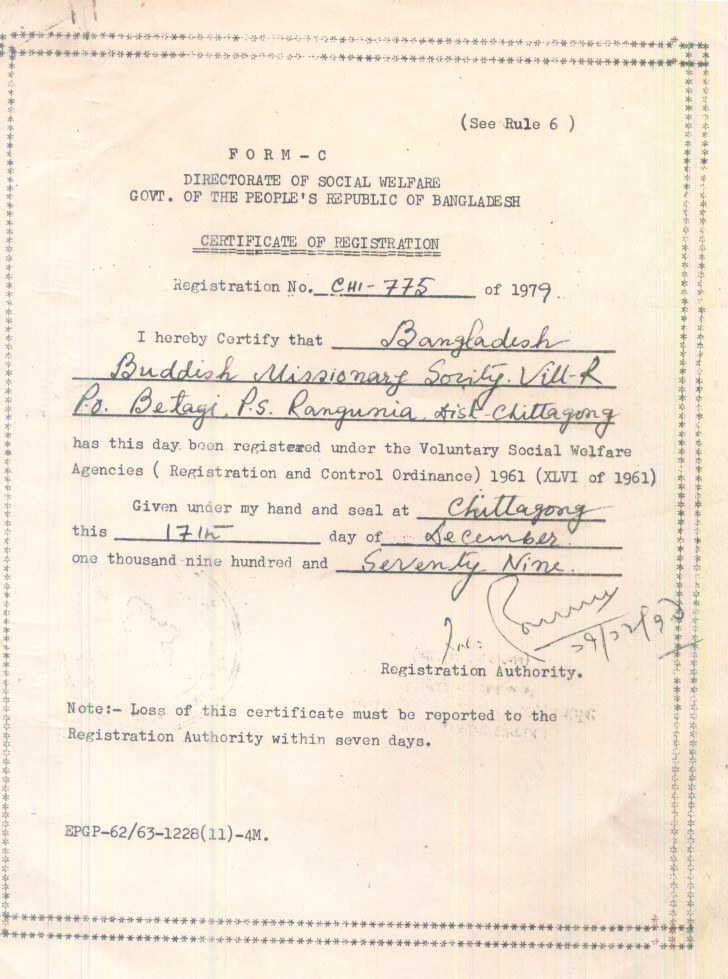 (See Rule 6 )
FORM-C
DIRECTORATE OF SOCIAL WELFARE
GOVT. OF THE PEOPLE'S REPUBLIC OF BANGLADESH
CERTIFICATE OF REGISTRATION
Registration No. CHI-775 of 1979.
I hereby Certify that Bangladesh
Buddish Missionary Socity. Vill-R
P.o. Betagi, P.S. Rangunia. Dist-Chittagong
has this day been registered under the Voluntary Social Welfare
Agencies ( Registration and Control Ordinance) 1961 (XLVI of 1961)
Given under my hand and seal at Chittagong
this 17th day of December.
one thousand nine hundred and Seventy Nine.
Registration Authority.
Note:- Loss of this certificate must be reported to the
Registration Authority within seven days.
EPGP-62/63-1228(11)-4M.